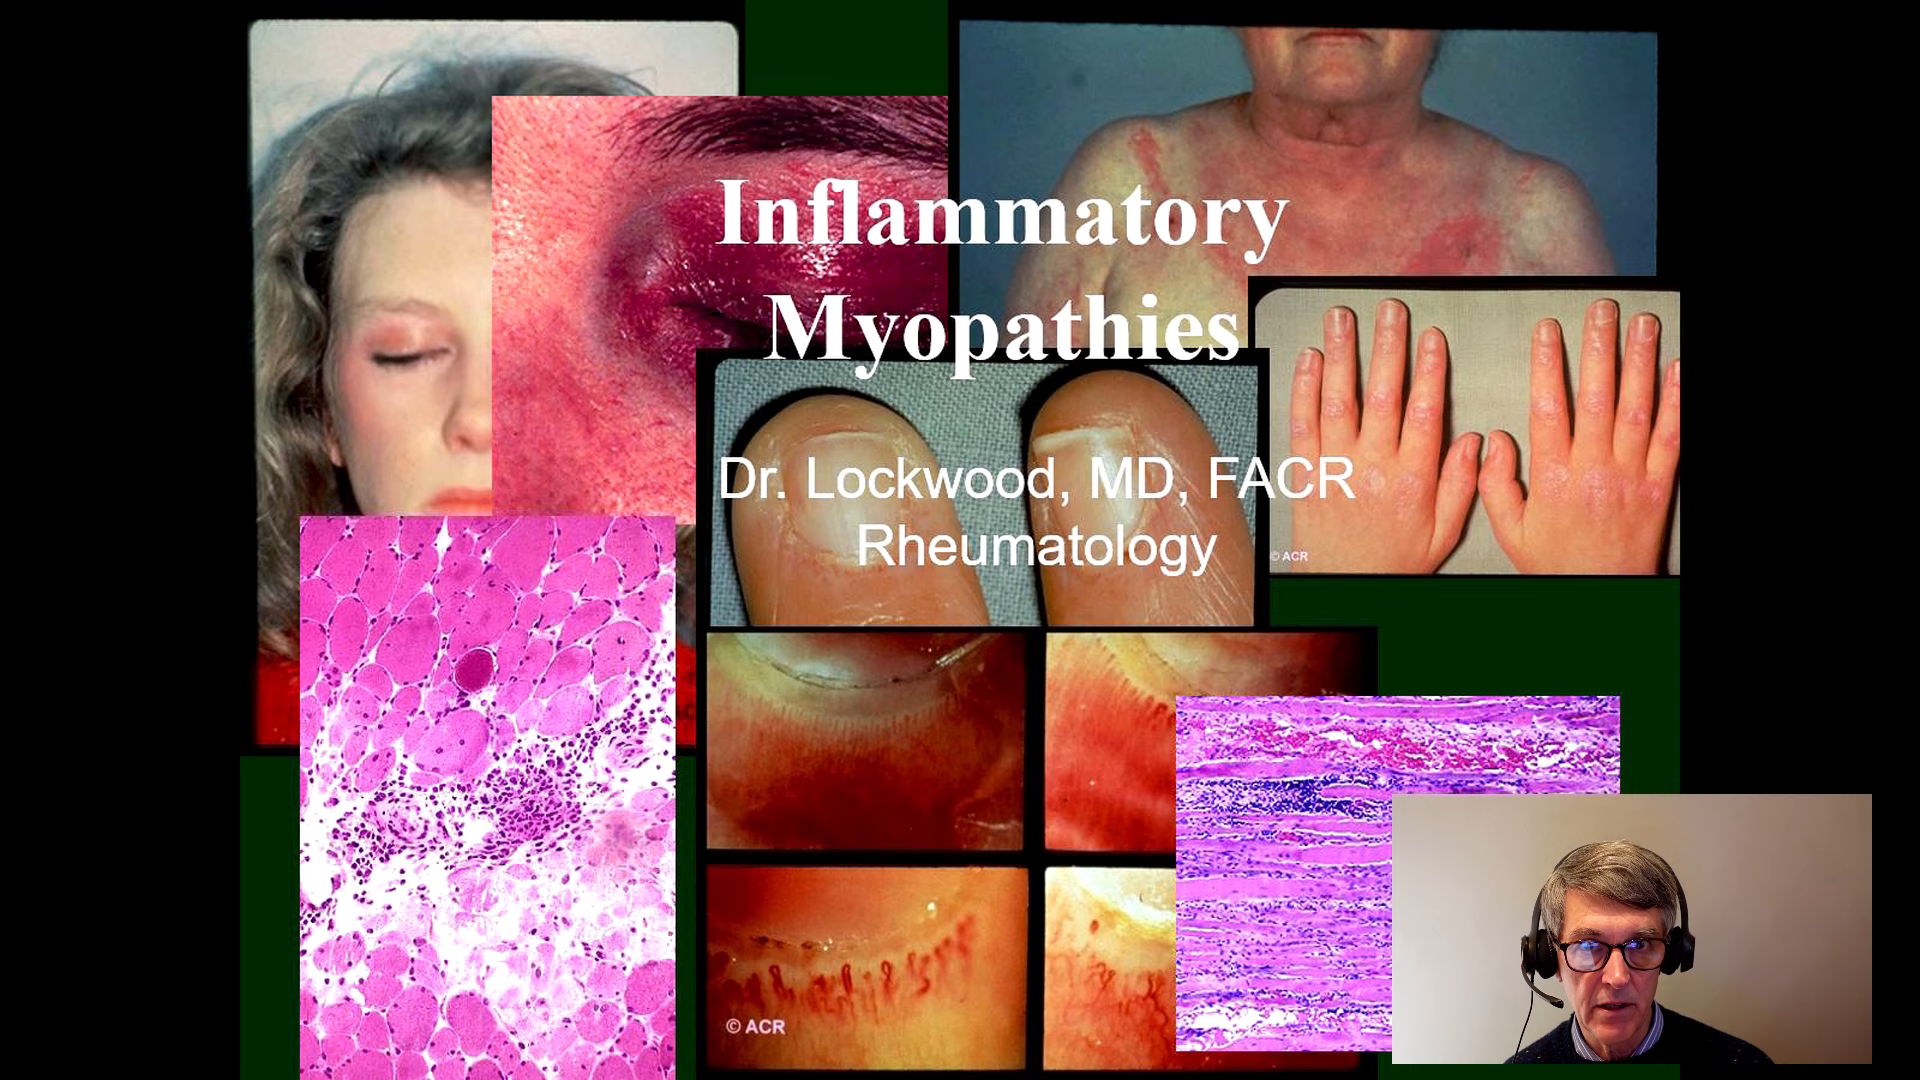 Inflammatory
Myopathies
Dr. Lockwood, MD, FACR
Rheumatology
© ACR
© ACR